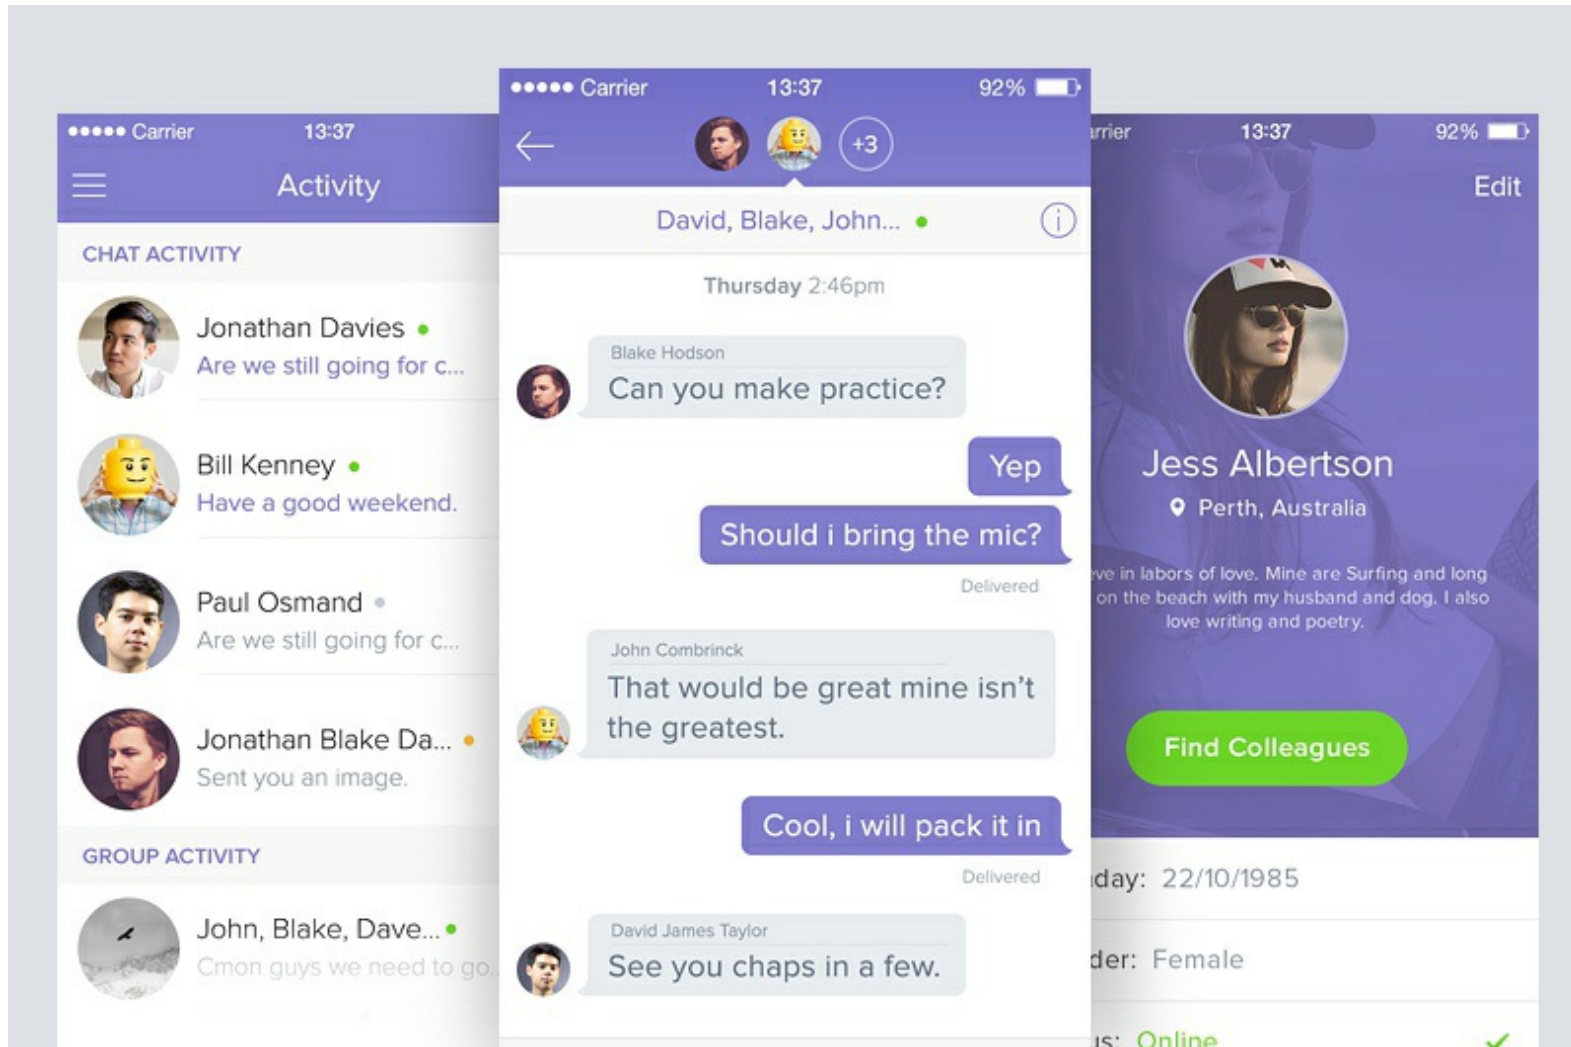 Carrier 13:37
Activity
CHAT ACTIVITY
Jonathan Davies
Are we still going for c...
Bill Kenney
Have a good weekend.
Paul Osmand
Are we still going for c...
Jonathan Blake Da...
Sent you an image.
GROUP ACTIVITY
John, Blake, Dave...
Cmon guys we need to go..
Carrier 13:37 92%
+3
David, Blake, John...
Thursday 2:46pm
Blake Hodson
Can you make practice?
Yep
Should i bring the mic?
Delivered
John Combrinck
That would be great mine isn't
the greatest.
Cool, i will pack it in
Delivered
David James Taylor
See you chaps in a few.
rrier 13:37 92%
Edit
Jess Albertson
Perth, Australia
eve in labors of love. Mine are Surfing and long
on the beach with my husband and dog. I also
love writing and poetry.
Find Colleagues
day: 22/10/1985
der: Female
us: Online